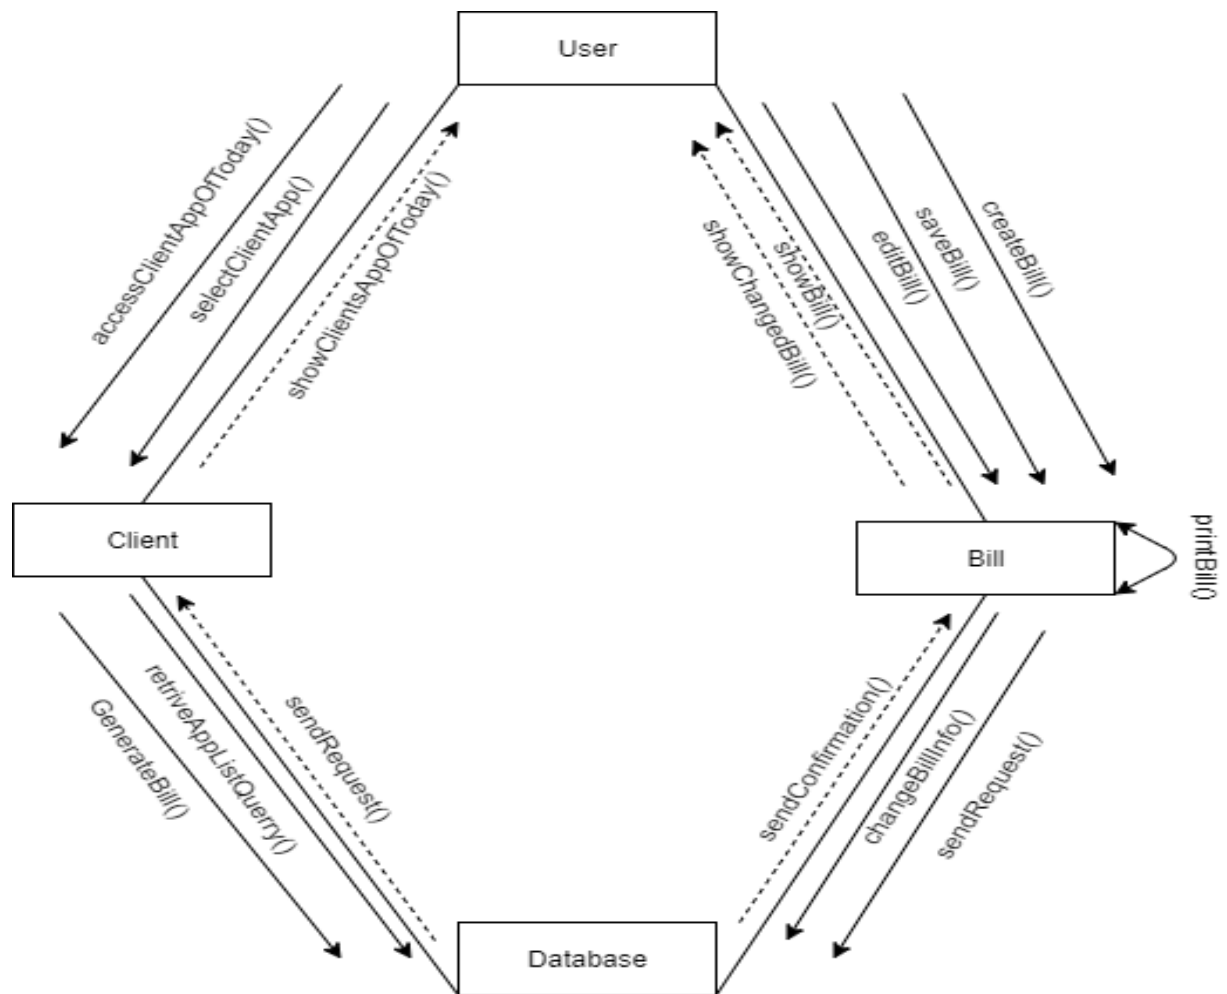 User
accessClientAppOfToday()
selectClientApp()
showClientsAppOfToday()
showChangedBill()
showBill()
editBill()
saveBill()
createBill()
Client
Bill
printBill()
GenerateBill()
retriveAppListQuerry()
sendRequest()
sendConfirmation()
changeBillInfo()
sendRequest()
Database